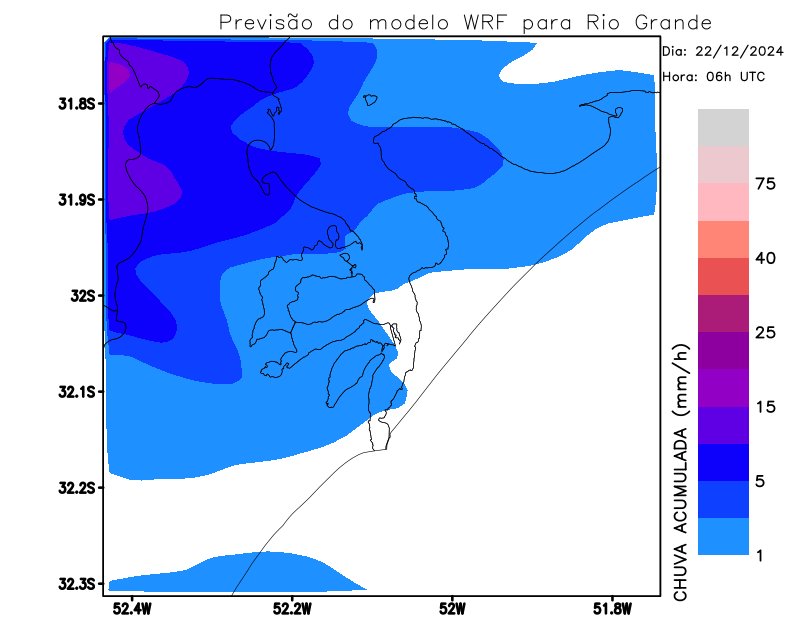 Previsão do modelo WRF para Rio Grande
Dia: 22/12/2024
Hora: 06h UTC
31.8S
31.9S
32S
32.1S
32.2S
32.3S
52.4W
52.2W
52W
51.8W
75
40
25
15
5
1
CHUVA ACUMULADA (mm/h)